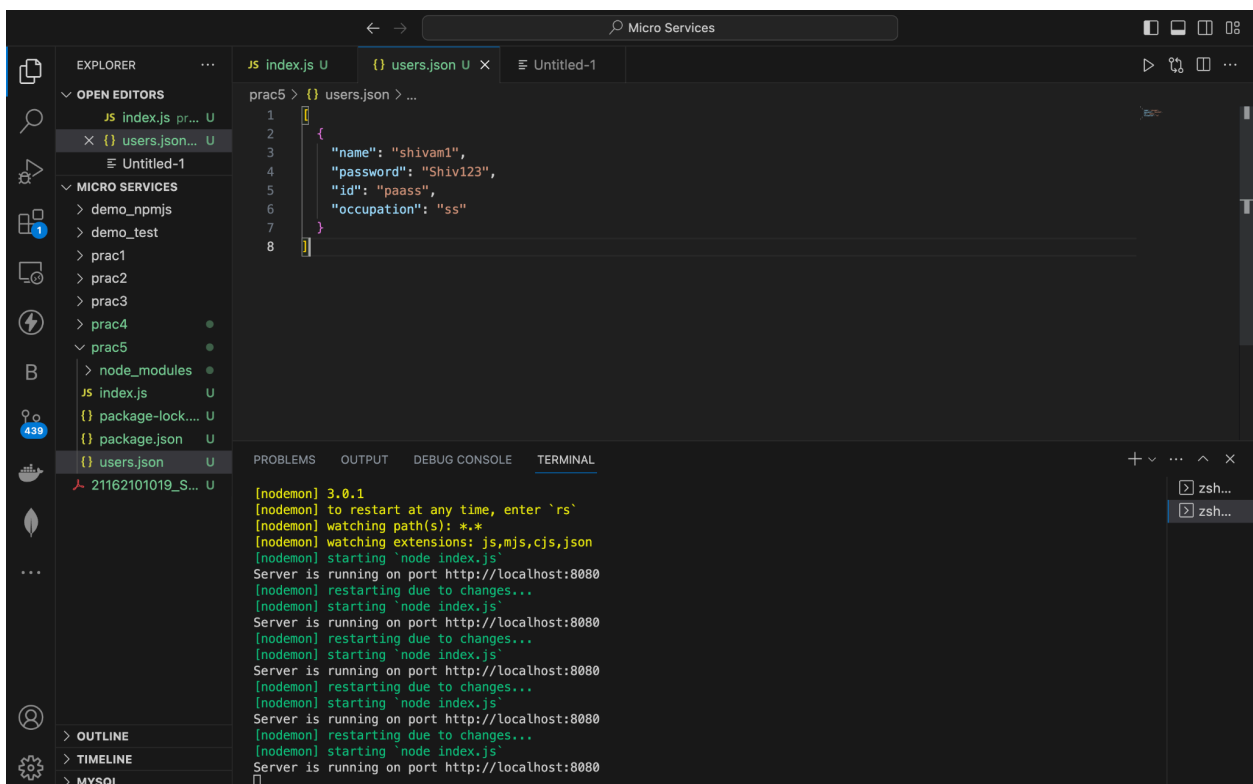 Micro Services
EXPLORER
JS index.js U
{} users.json U
Untitled-1
OPEN EDITORS
JS index.js pr... U
{} users.json... U
Untitled-1
MICRO SERVICES
demo_npmjs
demo_test
prac1
prac2
prac3
prac4
prac5
node_modules
JS index.js U
{} package-lock.... U
{} package.json U
{} users.json U
21162101019_S... U
OUTLINE
TIMELINE
MYSQL
1
B
439
prac5 > {} users.json > ...
1 [
2 {
3 "name": "shivam1",
4 "password": "Shiv123",
5 "id": "paass",
6 "occupation": "ss"
7 }
8 ]
PROBLEMS OUTPUT DEBUG CONSOLE TERMINAL
zsh...
zsh...
[nodemon] 3.0.1
[nodemon] to restart at any time, enter `rs`
[nodemon] watching path(s): *.*
[nodemon] watching extensions: js,mjs,cjs,json
[nodemon] starting `node index.js`
Server is running on port http://localhost:8080
[nodemon] restarting due to changes...
[nodemon] starting `node index.js`
Server is running on port http://localhost:8080
[nodemon] restarting due to changes...
[nodemon] starting `node index.js`
Server is running on port http://localhost:8080
[nodemon] restarting due to changes...
[nodemon] starting `node index.js`
Server is running on port http://localhost:8080
[nodemon] restarting due to changes...
[nodemon] starting `node index.js`
Server is running on port http://localhost:8080